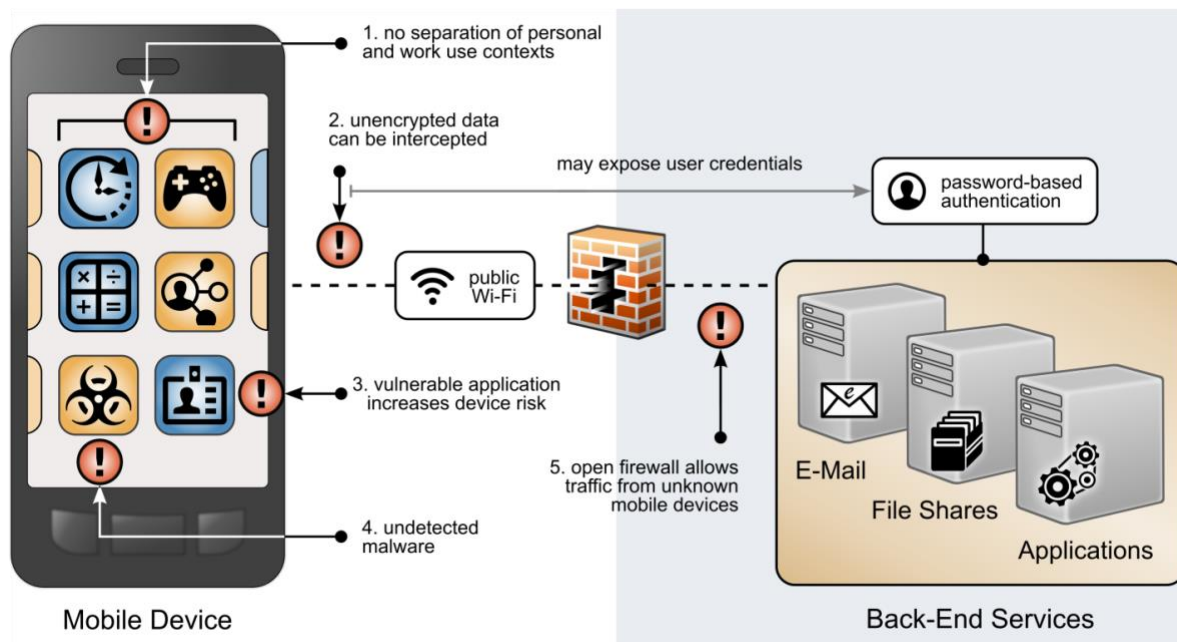 1. no separation of personal
and work use contexts
2. unencrypted data
can be intercepted
may expose user credentials
password-based
authentication
public
Wi-Fi
3. vulnerable application
increases device risk
4. undetected
malware
5. open firewall allows
traffic from unknown
mobile devices
e
E-Mail
File Shares
Applications
Mobile Device
Back-End Services